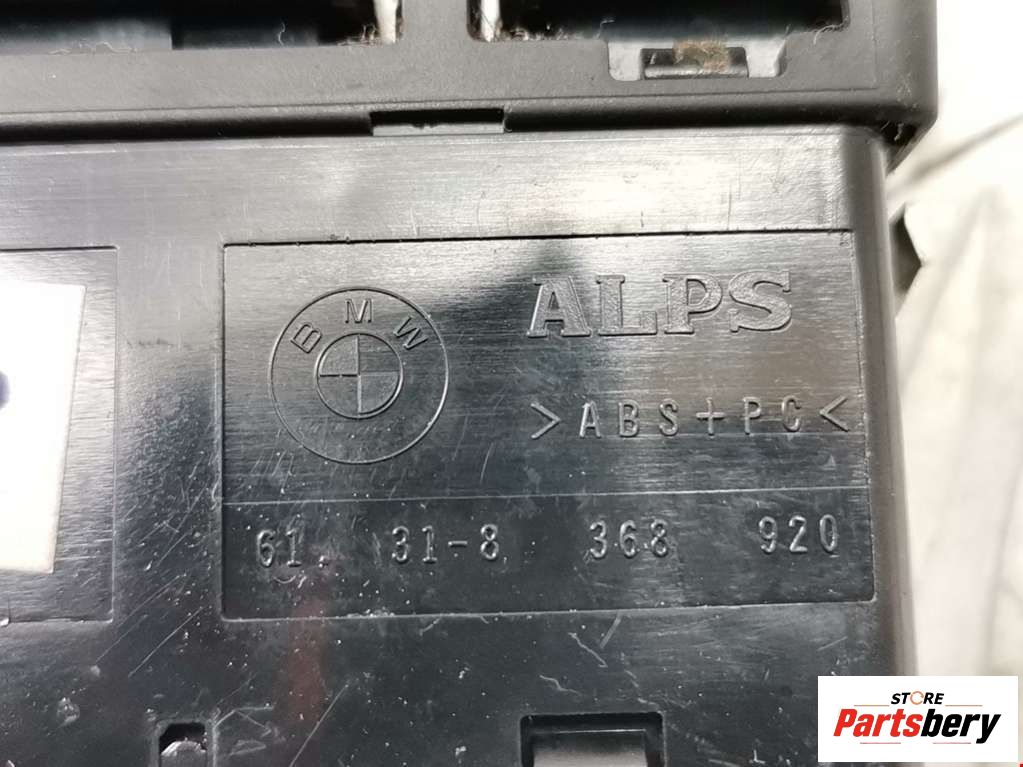 BMW
ALPS
>ABS+PC<
61. 31-8 368 920
STORE
Partsbery